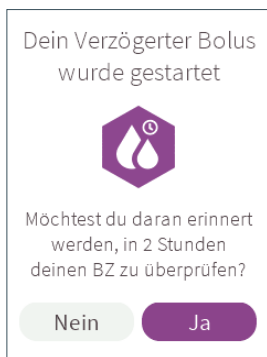 Dein Verzögerter Bolus
wurde gestartet
Möchtest du daran erinnert
werden, in 2 Stunden
deinen BZ zu überprüfen?
Nein Ja